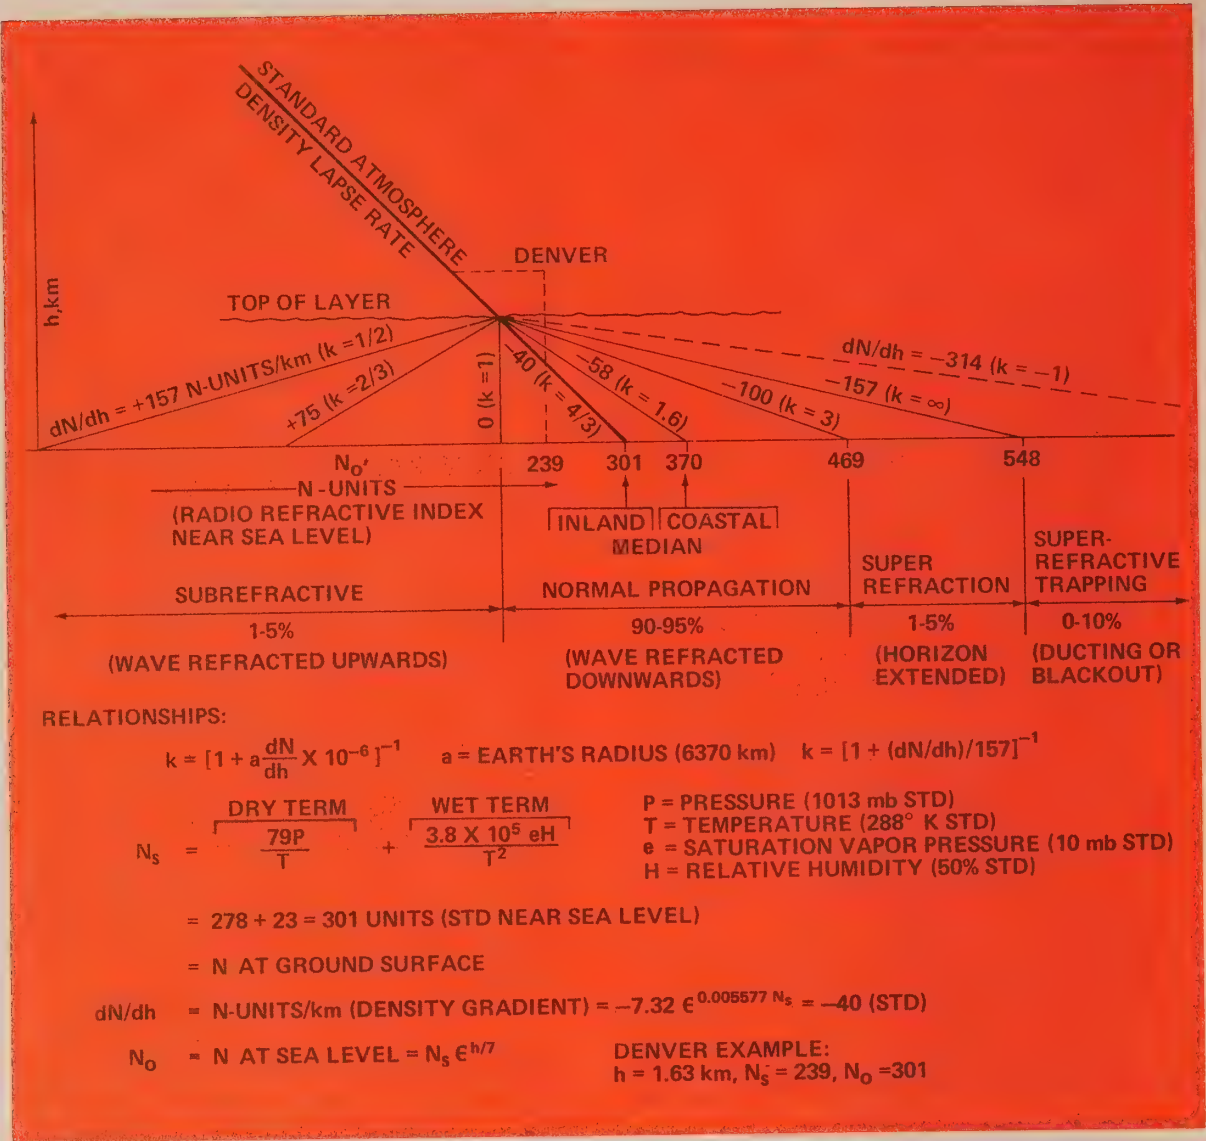 STANDARD ATMOSPHERE
DENSITY LAPSE RATE
h,km
DENVER
TOP OF LAYER
dN/dh = +157 N-UNITS/km (k =1/2)
+75 (k =2/3)
0 (k =1)
-40 (k = 4/3)
-58 (k = 1.6)
-100 (k = 3)
-157 (k = ∞)
dN/dh = -314 (k = -1)
N₀, 239 301 370 469 548
N-UNITS
(RADIO REFRACTIVE INDEX
NEAR SEA LEVEL)
INLAND COASTAL
MEDIAN
SUBREFRACTIVE
1-5%
(WAVE REFRACTED UPWARDS)
NORMAL PROPAGATION
90-95%
(WAVE REFRACTED
DOWNWARDS)
SUPER
REFRACTION
1-5%
(HORIZON
EXTENDED)
SUPER-
REFRACTIVE
TRAPPING
0-10%
(DUCTING OR
BLACKOUT)
RELATIONSHIPS:
k = [1 + a dN/dh X 10⁻⁶]⁻¹ a = EARTH'S RADIUS (6370 km) k = [1 + (dN/dh)/157]⁻¹
DRY TERM WET TERM
Nₛ = 79P/T + 3.8 X 10⁵ eH/T²
P = PRESSURE (1013 mb STD)
T = TEMPERATURE (288° K STD)
e = SATURATION VAPOR PRESSURE (10 mb STD)
H = RELATIVE HUMIDITY (50% STD)
= 278 + 23 = 301 UNITS (STD NEAR SEA LEVEL)
= N AT GROUND SURFACE
dN/dh = N-UNITS/km (DENSITY GRADIENT) = -7.32 ϵ^0.005577 Nₛ = -40 (STD)
N₀ = N AT SEA LEVEL = Nₛ ϵ^h/7
DENVER EXAMPLE:
h = 1.63 km, Nₛ = 239, N₀ =301